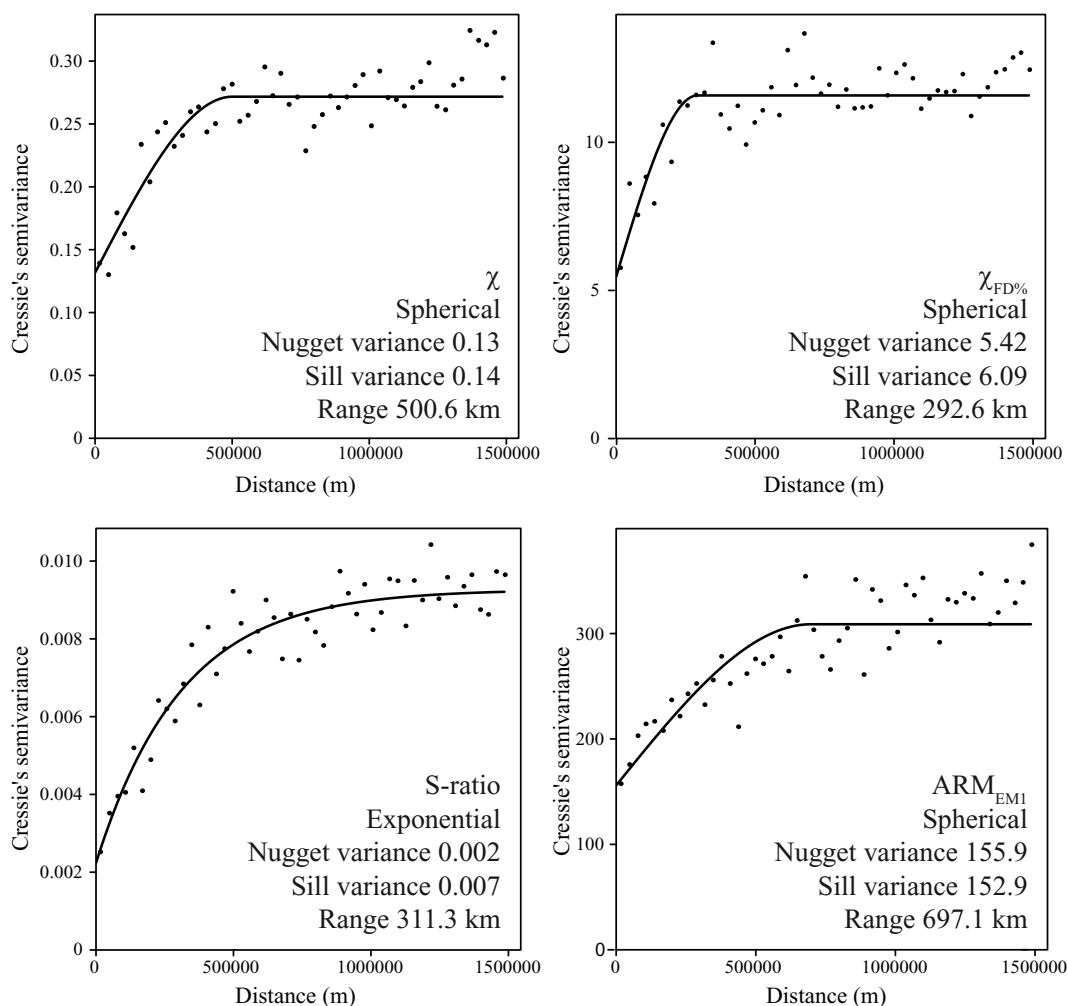 Cressie's semivariance
0.30
0.25
0.20
0.15
0.10
0.05
0
χ
Spherical
Nugget variance 0.13
Sill variance 0.14
Range 500.6 km
0 500000 1000000 1500000
Distance (m)
Cressie's semivariance
10
5
0
χFD%
Spherical
Nugget variance 5.42
Sill variance 6.09
Range 292.6 km
0 500000 1000000 1500000
Distance (m)
Cressie's semivariance
0.010
0.008
0.006
0.004
0.002
0
S-ratio
Exponential
Nugget variance 0.002
Sill variance 0.007
Range 311.3 km
0 500000 1000000 1500000
Distance (m)
Cressie's semivariance
300
200
100
0
ARMEM1
Spherical
Nugget variance 155.9
Sill variance 152.9
Range 697.1 km
0 500000 1000000 1500000
Distance (m)